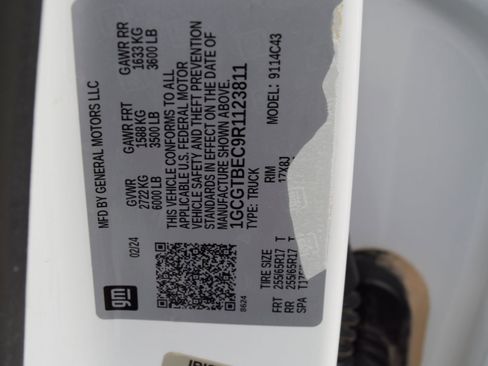 MFD BY GENERAL MOTORS LLC
02/24
GVWR
2722 KG
6000 LB
GAWR FRT
1588 KG
3500 LB
GAWR RR
1633 KG
3600 LB
THIS VEHICLE CONFORMS TO ALL
APPLICABLE U.S. FEDERAL MOTOR
VEHICLE SAFETY AND THEFT PREVENTION
STANDARDS IN EFFECT ON THE DATE OF
MANUFACTURE SHOWN ABOVE.
1GCGTBEC9R1123811
TYPE: TRUCK
MODEL: 9114C43
gm
8624
TIRE SIZE
RIM
FRT 255/65R17 T
17X8J
RR 255/65R17 T
SPA